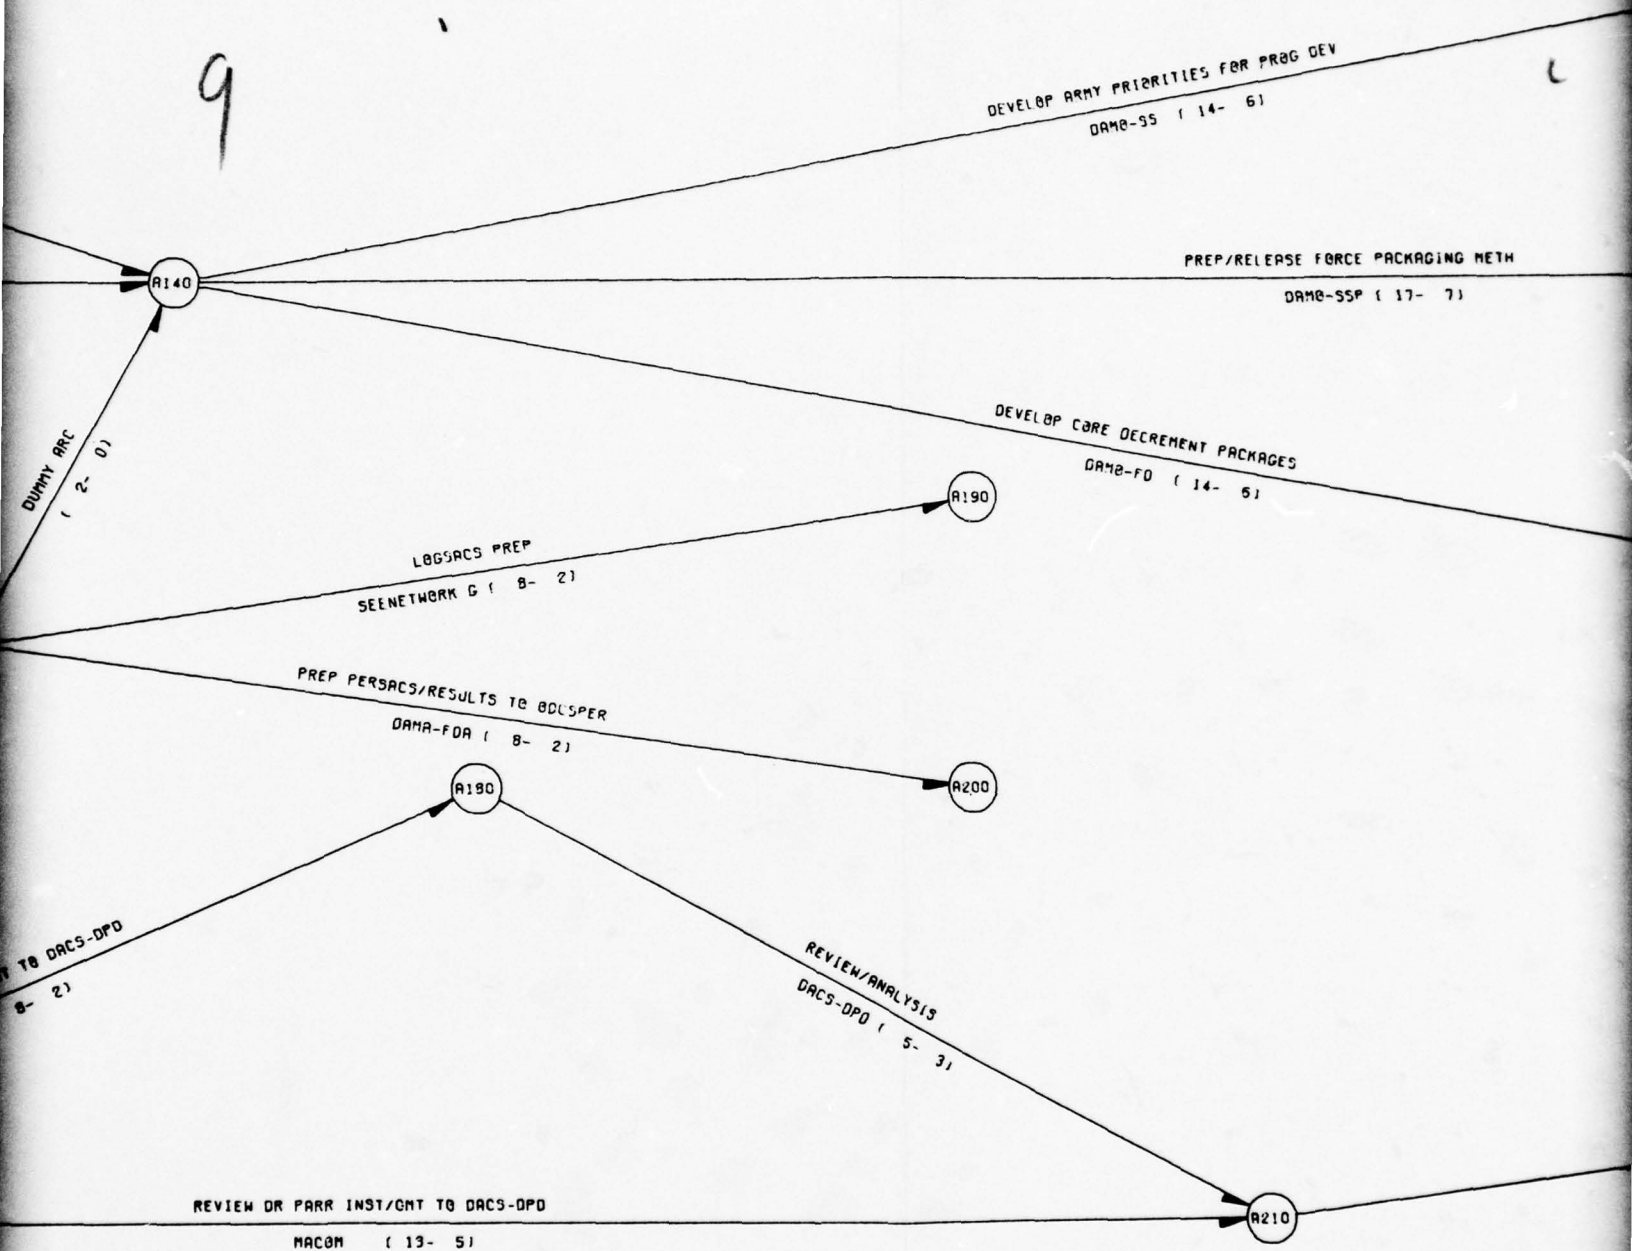 9
DEVELOP ARMY PRIORITIES FOR PROG DEV
DAMO-SS ( 14- 6)
A140
PREP/RELEASE FORCE PACKAGING METH
DAMO-SSP ( 17- 7)
DUMMY ARC
( 2- 0)
DEVELOP CORE DECREMENT PACKAGES
DAMO-FD ( 14- 6)
A190
LOGSACS PREP
SEENETWORK G ( 8- 2)
PREP PERSACS/RESULTS TO
DAMA-FDA ( 8- 2)
A180
A200
T TO DACS-DPD
8- 2)
REVIEW/ANALYSIS
DACS-DPD ( 5- 3)
REVIEW DR PARR INST/CMT TO DACS-DPD
MACOM ( 13- 5)
A210